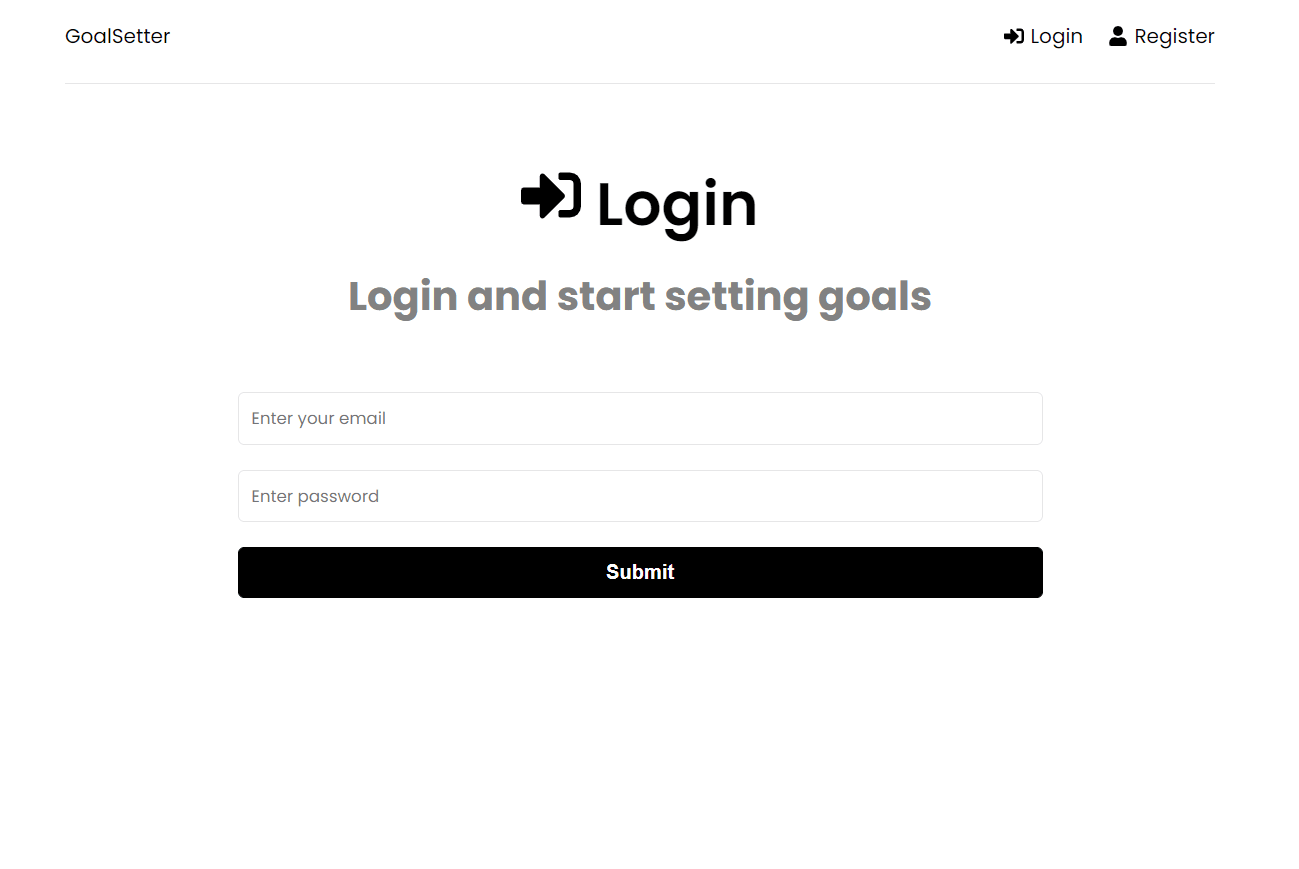 GoalSetter
Login
Register
Login
Login and start setting goals
Enter your email
Enter password
Submit